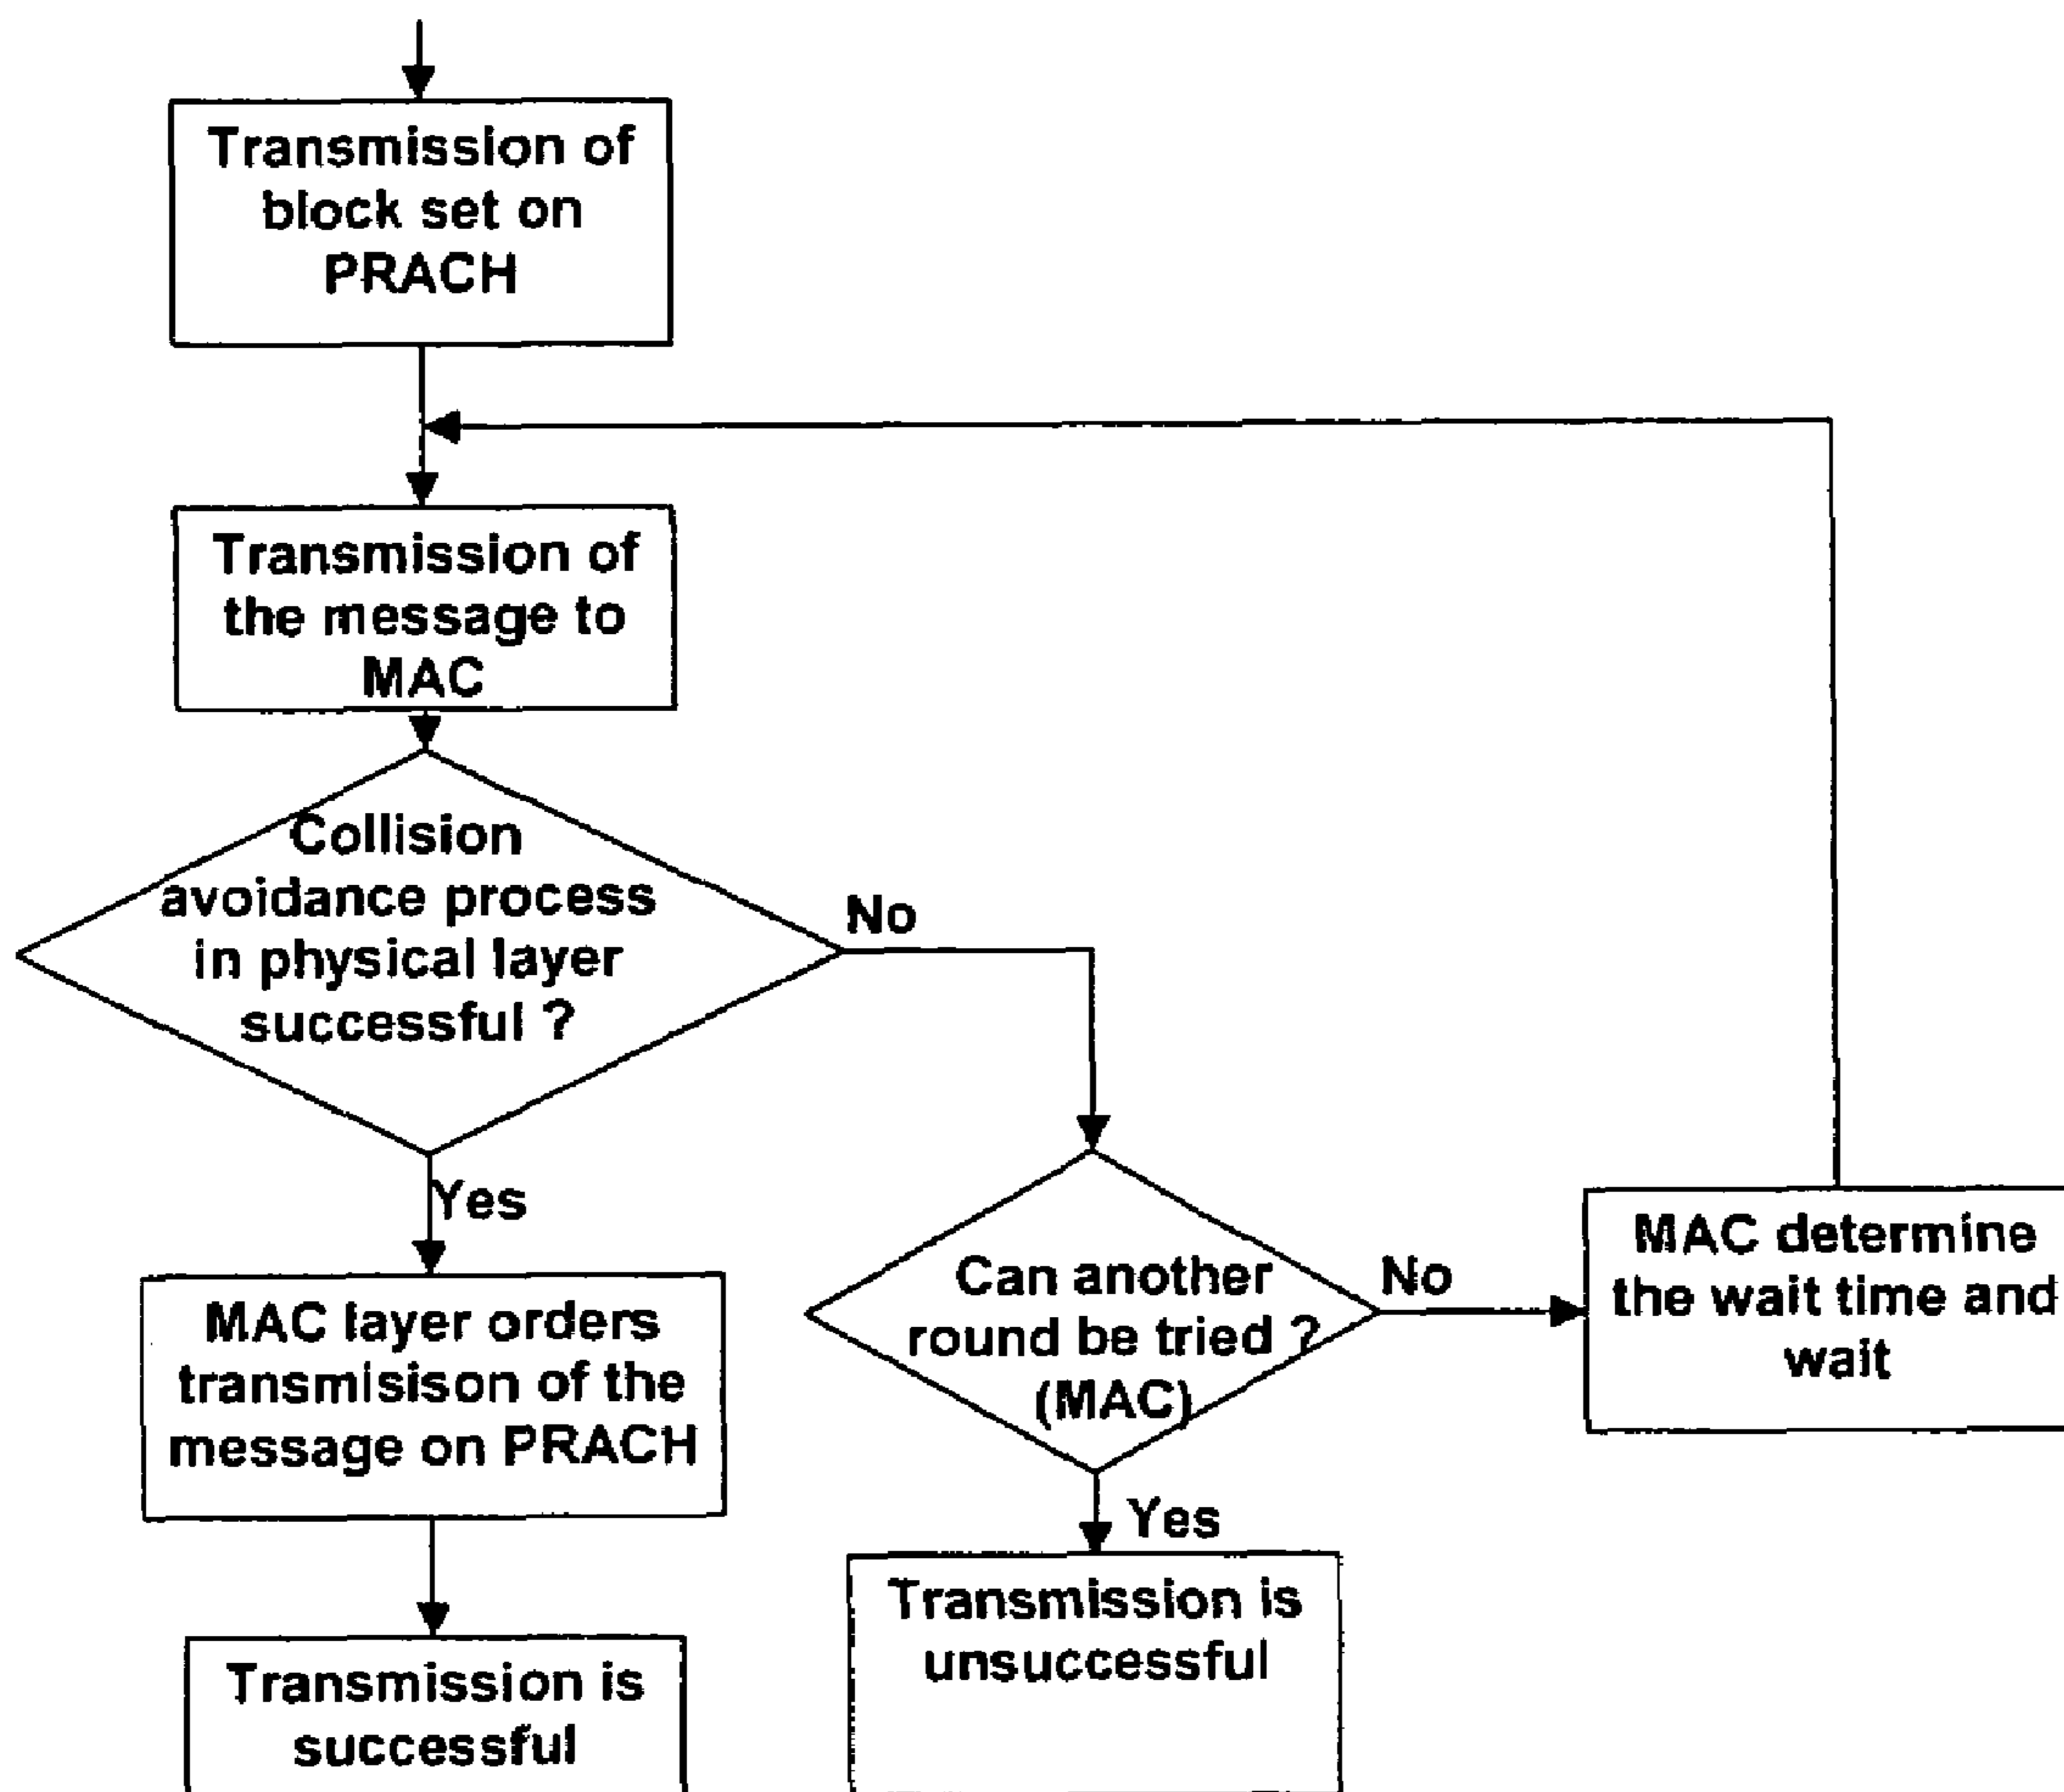 Transmission of
block set on
PRACH
Transmission of
the message to
MAC
Collision
avoidance process
in physical layer
successful ?
No
Yes
MAC layer orders
transmisison of the
message on PRACH
Transmission is
successful
Can another
round be tried ?
(MAC)
No
Yes
Transmission is
unsuccessful
MAC determine
the wait time and
wait